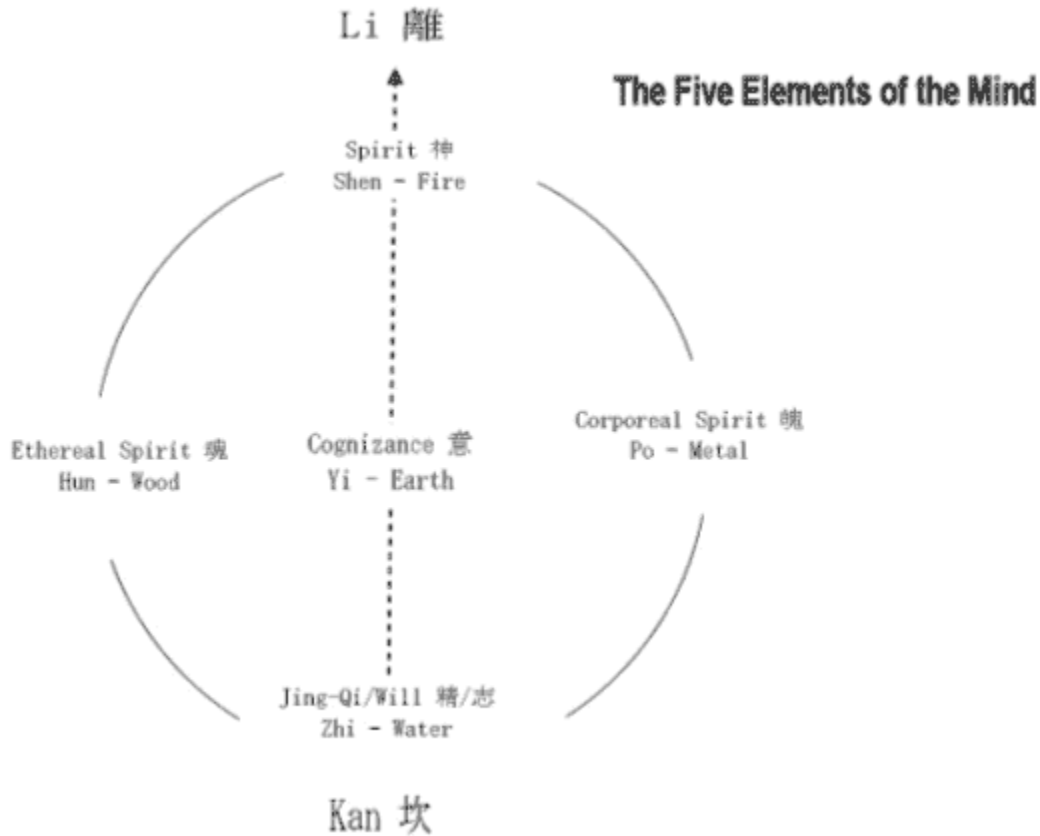 Li 離
The Five Elements of the Mind
Spirit 神
Shen - Fire
Ethereal Spirit 魂
Hun - Wood
Cognizance 意
Yi - Earth
Corporeal Spirit 魄
Po - Metal
Jing-Qi/Will 精/志
Zhi - Water
Kan 坎